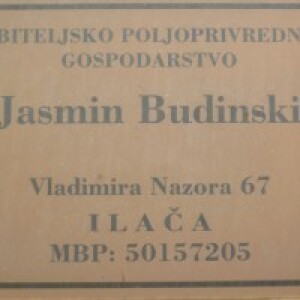 BITELJSKO POLJOPRIVREDN
GOSPODARSTVO
Jasmin Budinski
Vladimira Nazora 67
ILAČA
MBP: 50157205